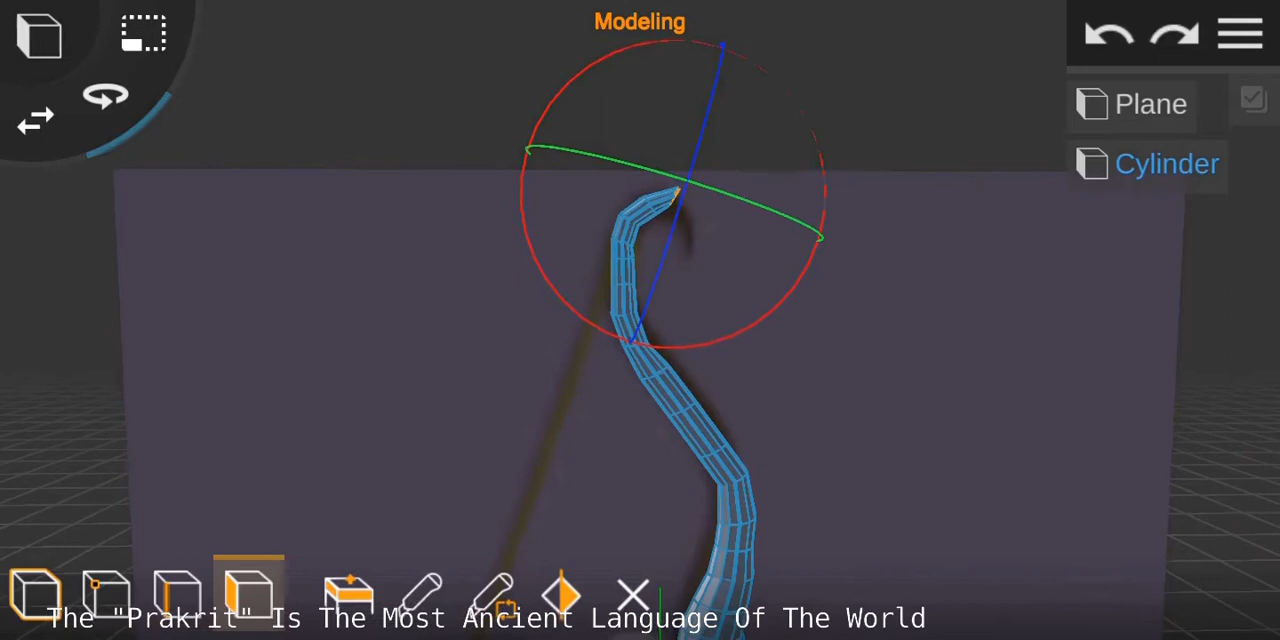 Modeling
Plane
Cylinder
The "Prakrit" Is The Most Ancient Language Of The World